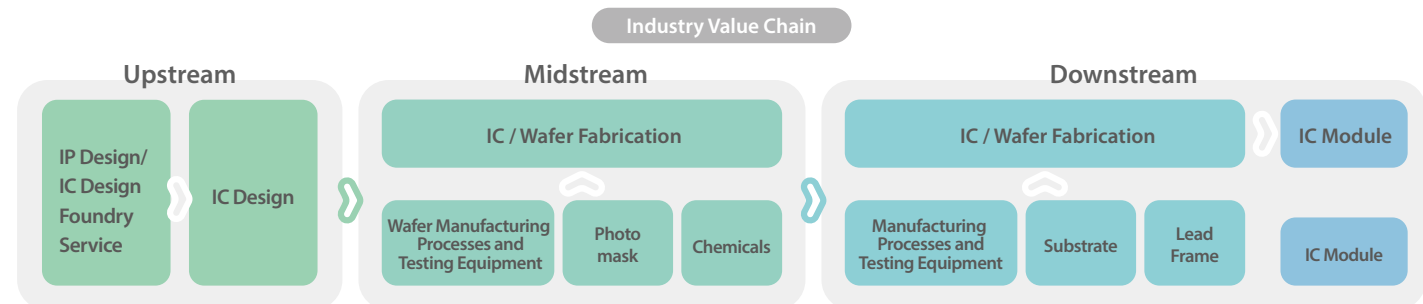 Industry Value Chain
Upstream
IP Design/
IC Design
Foundry
Service
IC Design
Midstream
IC / Wafer Fabrication
Wafer Manufacturing
Processes and
Testing Equipment
Photo
mask
Chemicals
Downstream
IC / Wafer Fabrication
IC Module
Manufacturing
Processes and
Testing Equipment
Substrate
Lead
Frame
IC Module